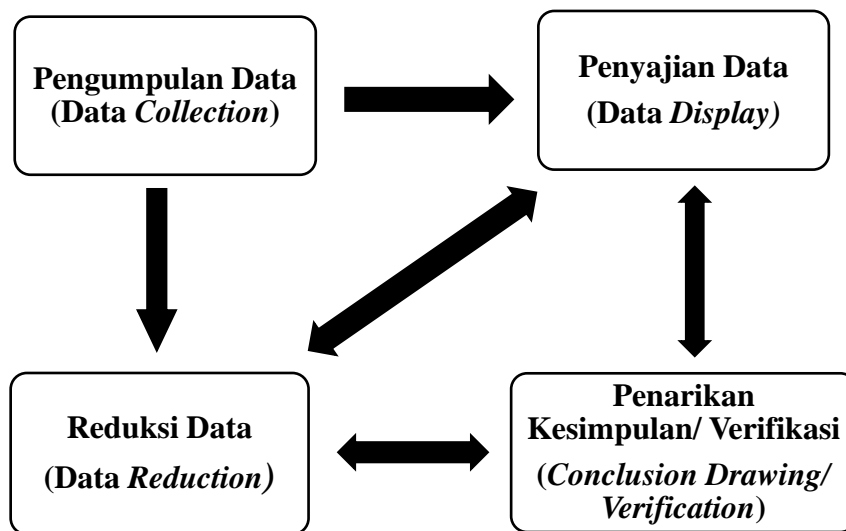 Pengumpulan Data
(Data Collection)
Penyajian Data
(Data Display)
Reduksi Data
(Data Reduction)
Penarikan
Kesimpulan/ Verifikasi
(Conclusion Drawing/
Verification)